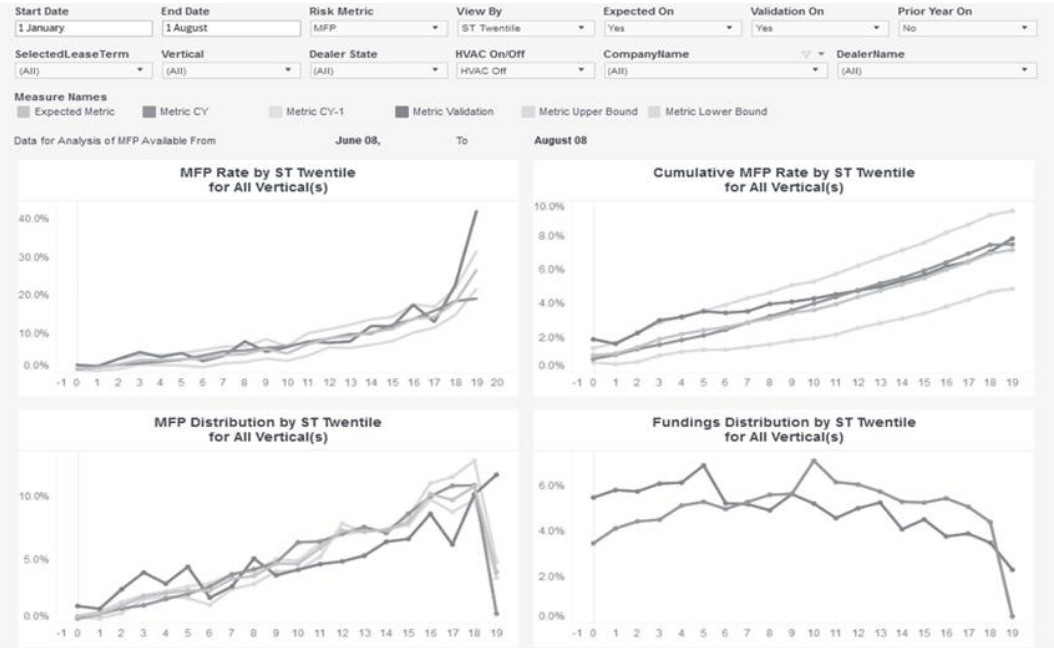 Start Date End Date Risk Metric View By Expected On Validation On Prior Year On
1 January 1 August MFP ST Twentile Yes Yes No
SelectedLeaseTerm Vertical Dealer State HVAC On/Off CompanyName DealerName
(All) (All) (All) HVAC Off (All) (All)
Measure Names
Expected Metric Metric CY Metric CY-1 Metric Validation Metric Upper Bound Metric Lower Bound
Data for Analysis of MFP Available From June 08, To August 08
MFP Rate by ST Twentile
for All Vertical(s)
40.0%
30.0%
20.0%
10.0%
0.0%
-1 0 1 2 3 4 5 6 7 8 9 10 11 12 13 14 15 16 17 18 19 20
Cumulative MFP Rate by ST Twentile
for All Vertical(s)
10.0%
8.0%
6.0%
4.0%
2.0%
0.0%
-1 0 1 2 3 4 5 6 7 8 9 10 11 12 13 14 15 16 17 18 19
MFP Distribution by ST Twentile
for All Vertical(s)
10.0%
5.0%
0.0%
-1 0 1 2 3 4 5 6 7 8 9 10 11 12 13 14 15 16 17 18 19
Fundings Distribution by ST Twentile
for All Vertical(s)
6.0%
4.0%
2.0%
0.0%
-1 0 1 2 3 4 5 6 7 8 9 10 11 12 13 14 15 16 17 18 19